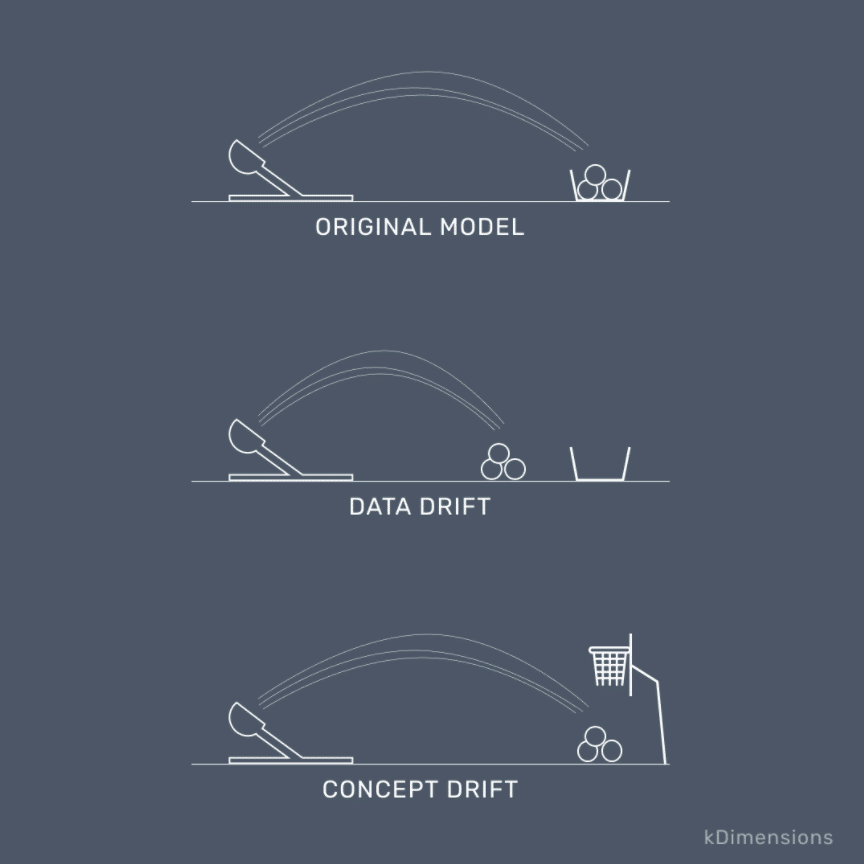 ORIGINAL MODEL
DATA DRIFT
CONCEPT DRIFT
kDimensions